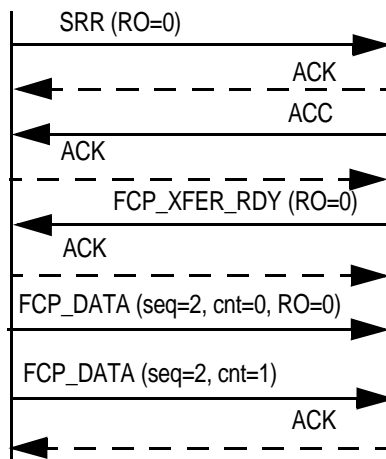 SRR (RO=0)
ACK
ACC
ACK
FCP_XFER_RDY (RO=0)
ACK
FCP_DATA (seq=2, cnt=0, RO=0)
FCP_DATA (seq=2, cnt=1)
ACK